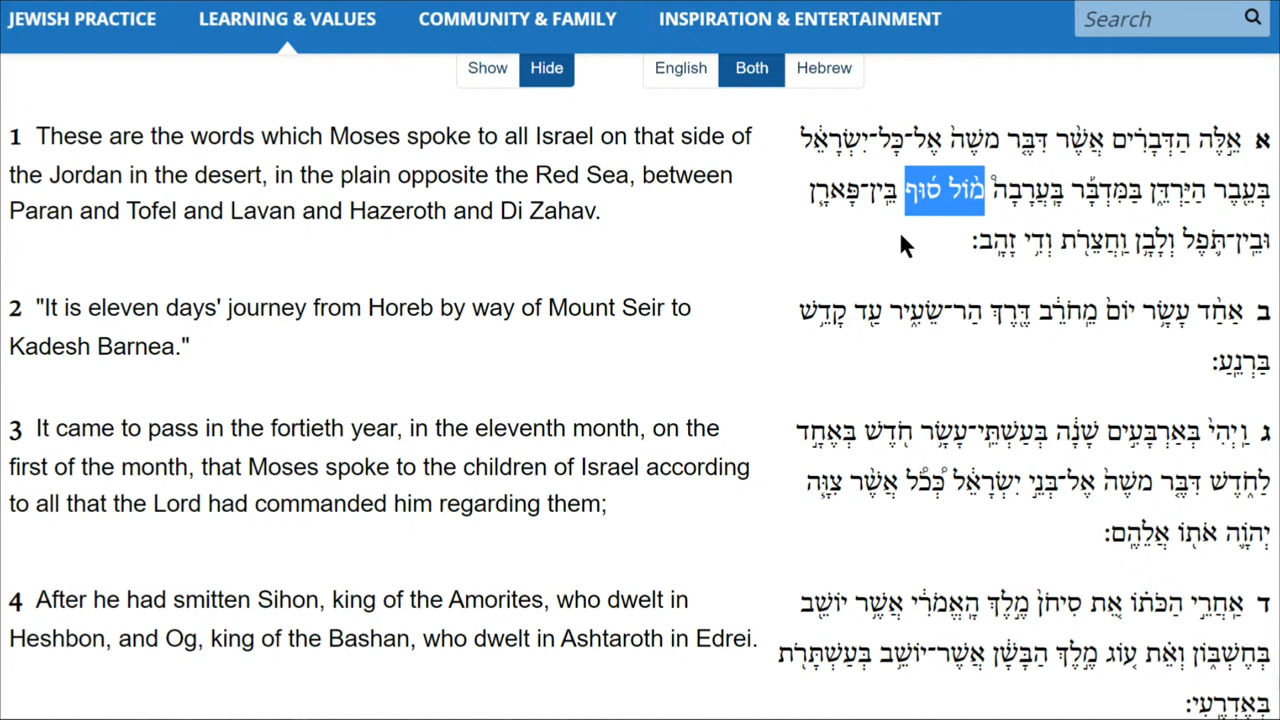 JEWISH PRACTICE LEARNING & VALUES COMMUNITY & FAMILY INSPIRATION & ENTERTAINMENT Search
Show Hide English Both Hebrew
1 These are the words which Moses spoke to all Israel on that side of
the Jordan in the desert, in the plain opposite the Red Sea, between
Paran and Tofel and Lavan and Hazeroth and Di Zahav.
א אֵ֣לֶּה הַדְּבָרִ֗ים אֲשֶׁ֨ר דִּבֶּ֤ר משֶׁה֙ אֶל־כָּל־יִשְׂרָאֵ֔ל
בְּעֵ֖בֶר הַיַּרְדֵּ֑ן בַּמִּדְבָּ֡ר בָּֽעֲרָבָה֩ מ֨וֹל ס֜וּף בֵּֽין־פָּארָ֧ן
וּבֵֽין־תֹּ֛פֶל וְלָבָ֥ן וַֽחֲצֵרֹ֖ת וְדִ֥י זָהָֽב:
2 "It is eleven days' journey from Horeb by way of Mount Seir to
Kadesh Barnea."
ב אַחַ֨ד עָשָׂ֥ר יוֹם֙ מֵֽחֹרֵ֔ב דֶּ֖רֶךְ הַר־שֵׂעִ֑יר עַ֖ד קָדֵ֥שׁ
בַּרְנֵֽעַ:
3 It came to pass in the fortieth year, in the eleventh month, on the
first of the month, that Moses spoke to the children of Israel according
to all that the Lord had commanded him regarding them;
ג וַֽיְהִי֙ בְּאַרְבָּעִ֣ים שָׁנָ֔ה בְּעַשְׁתֵּֽי־עָשָׂ֥ר חֹ֖דֶשׁ בְּאֶחָ֣ד
לַחֹ֑דֶשׁ דִּבֶּ֤ר משֶׁה֙ אֶל־בְּנֵ֣י יִשְׂרָאֵ֔ל כְּ֠כֹ֠ל אֲשֶׁ֨ר צִוָּ֧ה
יְהֹוָ֛ה אֹת֖וֹ אֲלֵהֶֽם:
4 After he had smitten Sihon, king of the Amorites, who dwelt in
Heshbon, and Og, king of the Bashan, who dwelt in Ashtaroth in Edrei.
ד אַֽחֲרֵ֣י הַכֹּת֗וֹ אֵ֚ת סִיחֹן֙ מֶ֣לֶךְ הָֽאֱמֹרִ֔י אֲשֶׁ֥ר יוֹשֵׁ֖ב
בְּחֶשְׁבּ֑וֹן וְאֵ֗ת ע֚וֹג מֶ֣לֶךְ הַבָּשָׁ֔ן אֲשֶׁר־יוֹשֵׁ֥ב בְּעַשְׁתָּרֹ֖ת
בְּאֶדְרֶֽעִי: